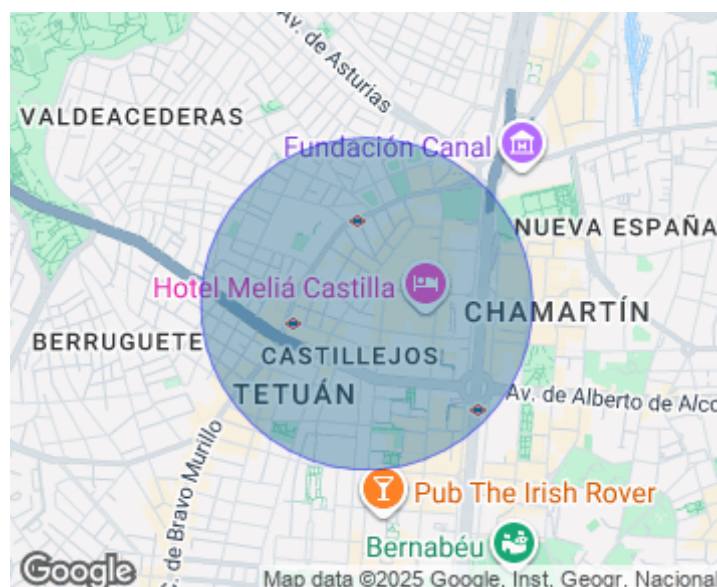 Av. de Asturias
VALDEACEDERAS
Fundación Canal
NUEVA ESPAÑA
Hotel Meliá Castilla
CHAMARTÍN
BERRUGUETE
CASTILLEJOS
TETUÁN
Av. de Alberto de Alco
C. de Bravo Murillo
Pub The Irish Rover
Bernabéu
Google
Map data ©2025 Google, Inst. Geogr. Nacional